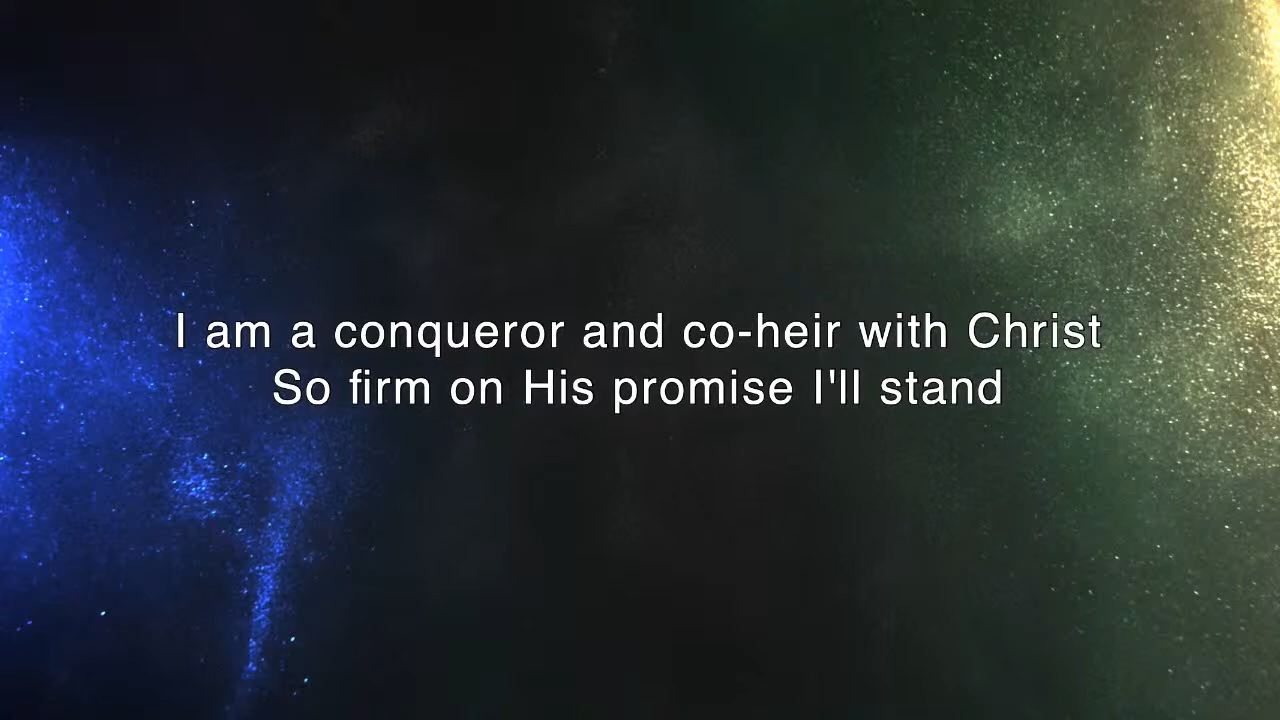 I am a conqueror and co-heir with Christ
So firm on His promise I'll stand